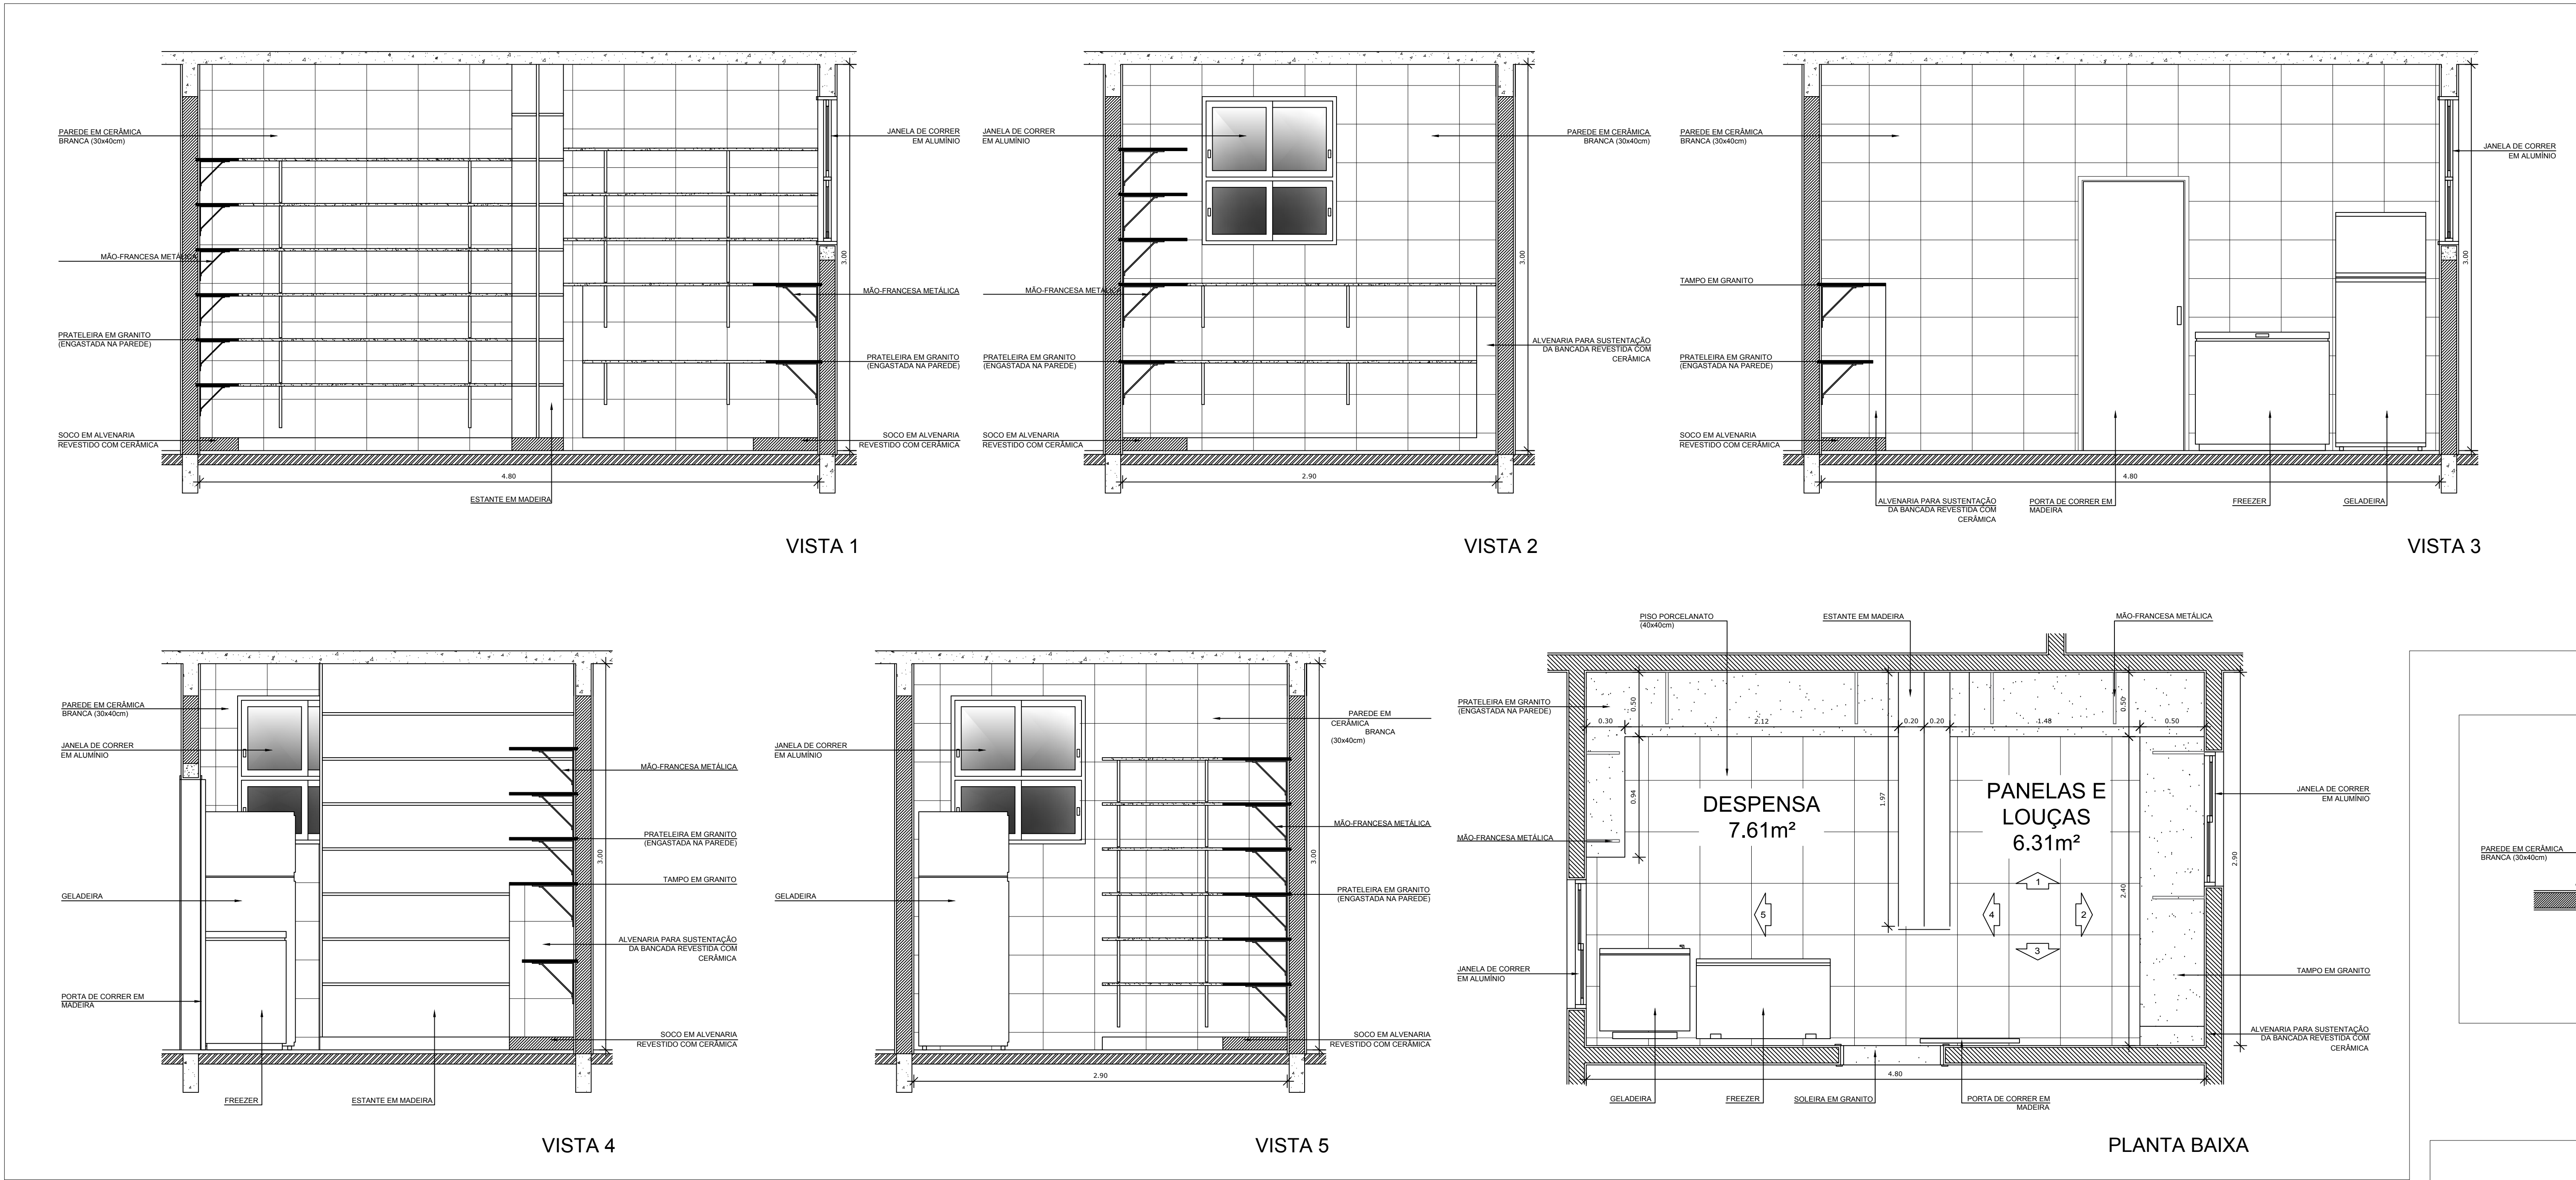 PAREDE EM CERÂMICA
BRANCA (30x40cm)
MÃO-FRANCESA METÁLICA
PRATELEIRA EM GRANITO
(ENGASTADA NA PAREDE)
SOCO EM ALVENARIA
REVESTIDO COM CERÂMICA
JANELA DE CORRER
EM ALUMÍNIO
3.00
MÃO-FRANCESA METÁLICA
PRATELEIRA EM GRANITO
(ENGASTADA NA PAREDE)
SOCO EM ALVENARIA
REVESTIDO COM CERÂMICA
4.80
ESTANTE EM MADEIRA
VISTA 1
JANELA DE CORRER
EM ALUMÍNIO
MÃO-FRANCESA METÁLICA
PRATELEIRA EM GRANITO
(ENGASTADA NA PAREDE)
SOCO EM ALVENARIA
REVESTIDO COM CERÂMICA
PAREDE EM CERÂMICA
BRANCA (30x40cm)
3.00
ALVENARIA PARA SUSTENTAÇÃO
DA BANCADA REVESTIDA COM
CERÂMICA
2.90
VISTA 2
PAREDE EM CERÂMICA
BRANCA (30x40cm)
TAMPO EM GRANITO
PRATELEIRA EM GRANITO
(ENGASTADA NA PAREDE)
SOCO EM ALVENARIA
REVESTIDO COM CERÂMICA
JANELA DE CORRER
EM ALUMÍNIO
3.00
4.80
ALVENARIA PARA SUSTENTAÇÃO
DA BANCADA REVESTIDA COM
CERÂMICA
PORTA DE CORRER EM
MADEIRA
FREEZER
GELADEIRA
VISTA 3
PAREDE EM CERÂMICA
BRANCA (30x40cm)
JANELA DE CORRER
EM ALUMÍNIO
GELADEIRA
PORTA DE CORRER EM
MADEIRA
MÃO-FRANCESA METÁLICA
PRATELEIRA EM GRANITO
(ENGASTADA NA PAREDE)
3.00
TAMPO EM GRANITO
ALVENARIA PARA SUSTENTAÇÃO
DA BANCADA REVESTIDA COM
CERÂMICA
SOCO EM ALVENARIA
REVESTIDO COM CERÂMICA
FREEZER
ESTANTE EM MADEIRA
VISTA 4
JANELA DE CORRER
EM ALUMÍNIO
GELADEIRA
PAREDE EM
CERÂMICA
BRANCA
(30x40cm)
MÃO-FRANCESA METÁLICA
3.00
PRATELEIRA EM GRANITO
(ENGASTADA NA PAREDE)
SOCO EM ALVENARIA
REVESTIDO COM CERÂMICA
2.90
VISTA 5
PISO PORCELANATO
(40x40cm)
ESTANTE EM MADEIRA
MÃO-FRANCESA METÁLICA
PRATELEIRA EM GRANITO
(ENGASTADA NA PAREDE)
0.50
0.50
0.30
2.12
0.20
0.20
1.48
0.50
0.94
1.97
DESPENSA
7.61m²
PANELAS E
LOUÇAS
6.31m²
JANELA DE CORRER
EM ALUMÍNIO
MÃO-FRANCESA METÁLICA
2.90
2.40
1
5
4
2
3
JANELA DE CORRER
EM ALUMÍNIO
TAMPO EM GRANITO
ALVENARIA PARA SUSTENTAÇÃO
DA BANCADA REVESTIDA COM
CERÂMICA
4.80
GELADEIRA
FREEZER
SOLEIRA EM GRANITO
PORTA DE CORRER EM
MADEIRA
PLANTA BAIXA
PAREDE EM CERÂMICA
BRANCA (30x40cm)